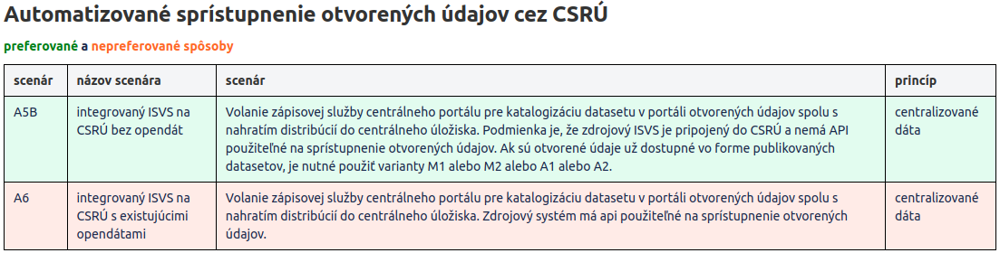 Automatizované sprístupnenie otvorených údajov cez CSRÚ
preferované a nepreferované spôsoby
scenár názov scenára scenár princíp
A5B integrovaný ISVS na Volanie zápisovej služby centrálneho portálu pre katalogizáciu datasetu v portáli otvorených údajov spolu s centralizované
CSRÚ bez opendát nahratím distribúcií do centrálneho úložiska. Podmienka je, že zdrojový ISVS je pripojený do CSRÚ a nemá API dáta
použiteľné na sprístupnenie otvorených údajov. Ak sú otvorené údaje už dostupné vo forme publikovaných
datasetov, je nutné použiť varianty M1 alebo M2 alebo A1 alebo A2.
A6 integrovaný ISVS na Volanie zápisovej služby centrálneho portálu pre katalogizáciu datasetu v portáli otvorených údajov spolu s centralizované
CSRÚ s existujúcimi nahratím distribúcií do centrálneho úložiska. Zdrojový systém má api použiteľné na sprístupnenie otvorených dáta
opendátami údajov.